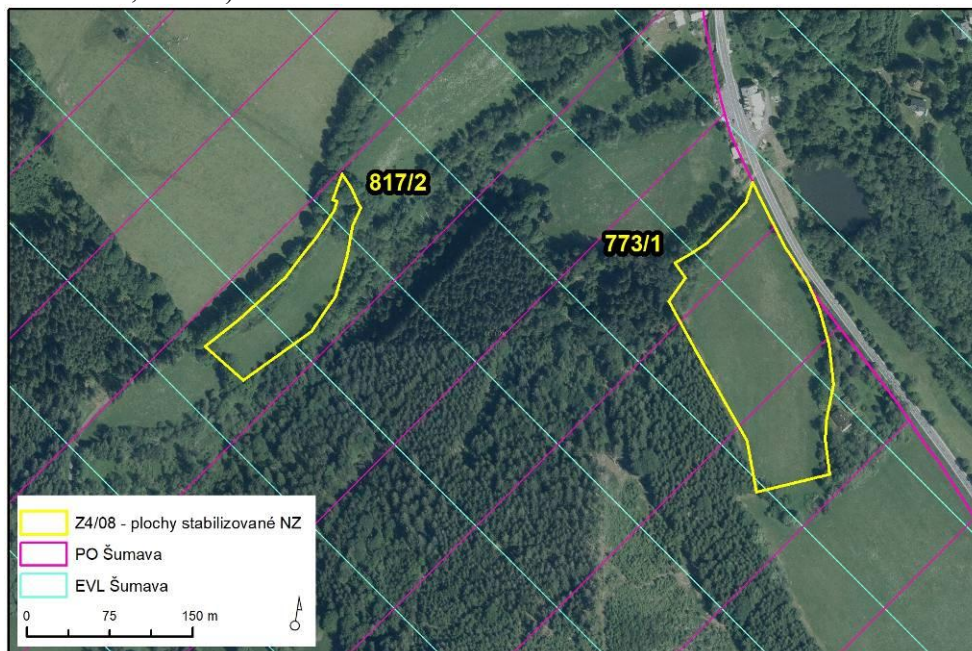 817/2
773/1
Z4/08 - plochy stabilizované NZ
PO Šumava
EVL Šumava
0 75 150 m